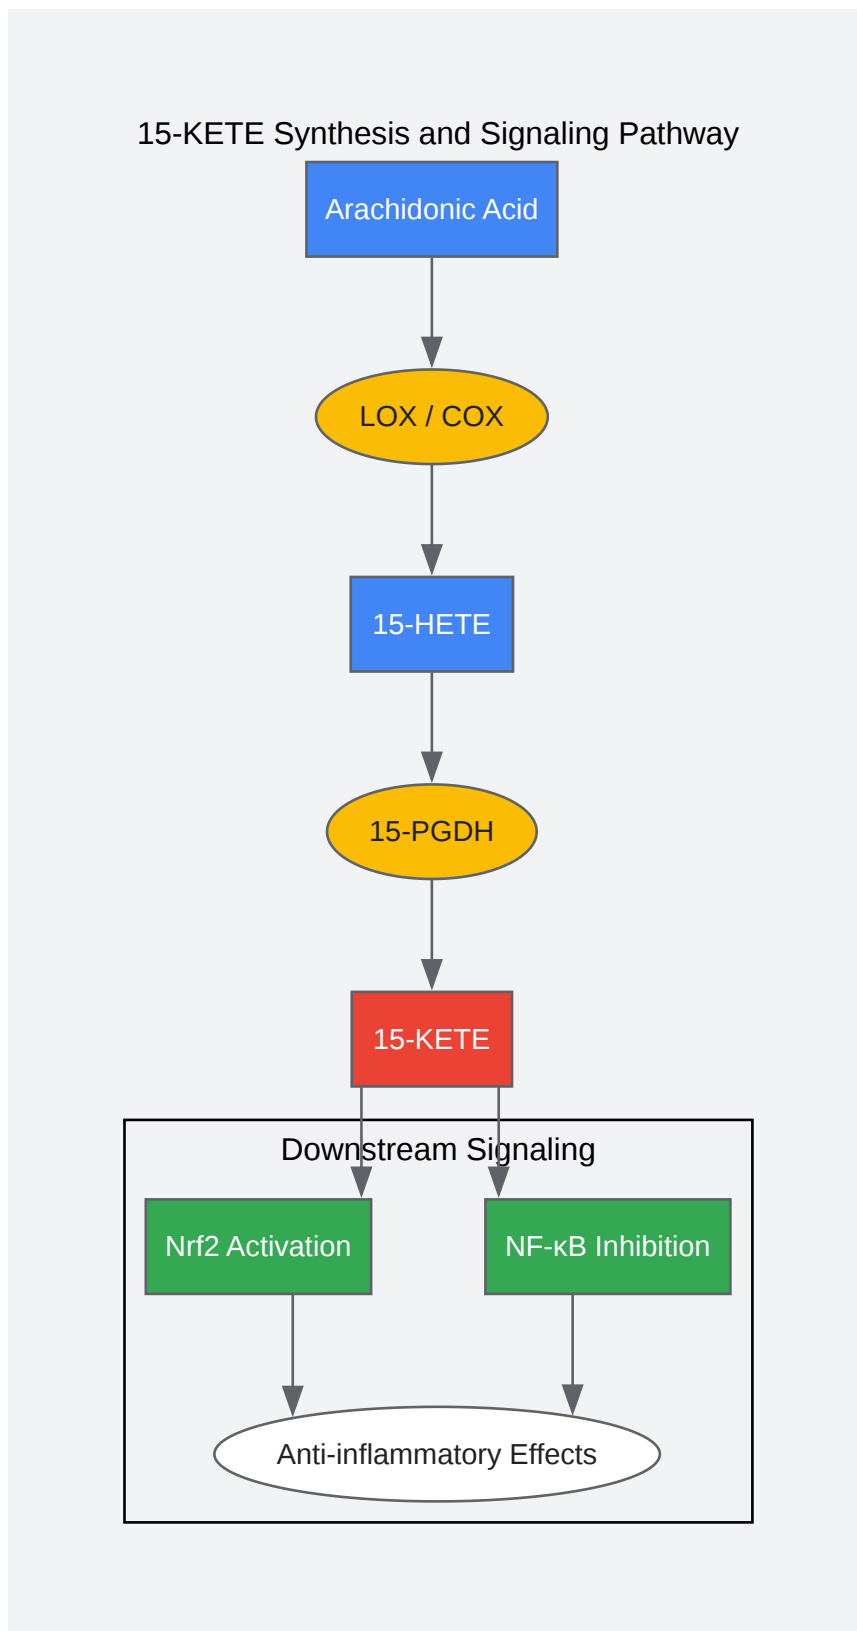 15-KETE Synthesis and Signaling Pathway
Arachidonic Acid
LOX / COX
15-HETE
15-PGDH
15-KETE
Downstream Signaling
Nrf2 Activation
NF-κB Inhibition
Anti-inflammatory Effects